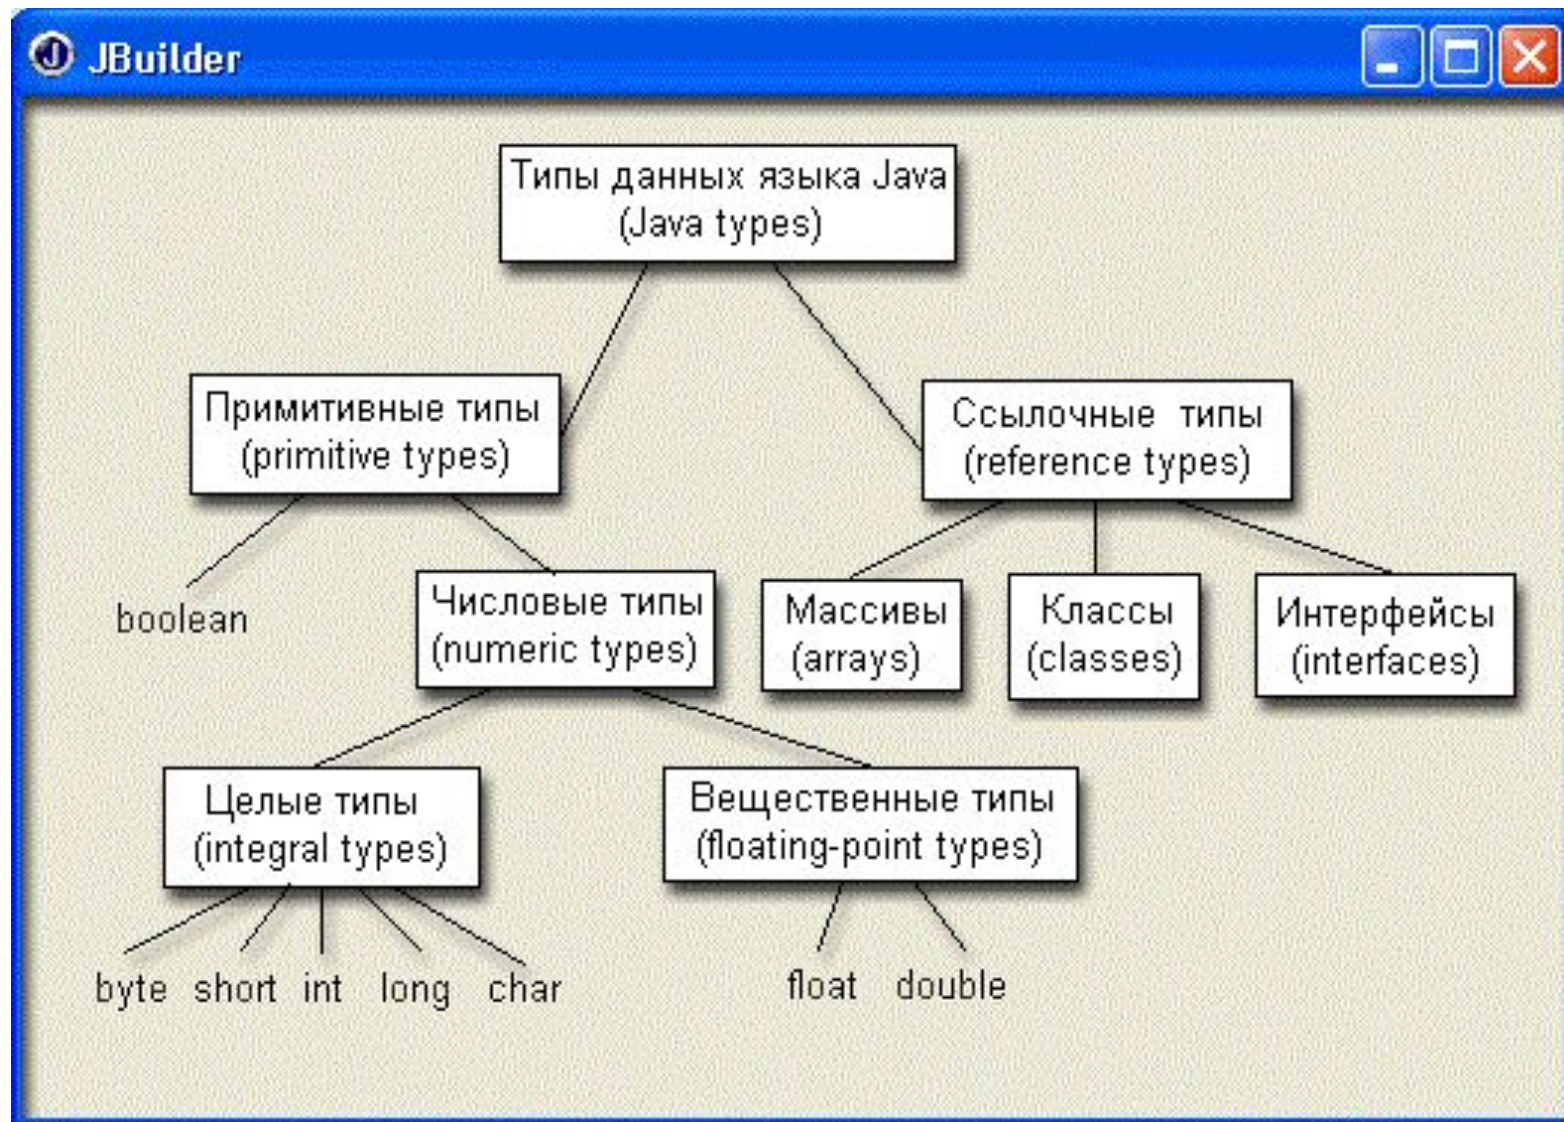 JBuilder
Типы данных языка Java
(Java types)
Примитивные типы
(primitive types)
Ссылочные типы
(reference types)
boolean
Числовые типы
(numeric types)
Массивы
(arrays)
Классы
(classes)
Интерфейсы
(interfaces)
Целые типы
(integral types)
Вещественные типы
(floating-point types)
byte short int long char
float double